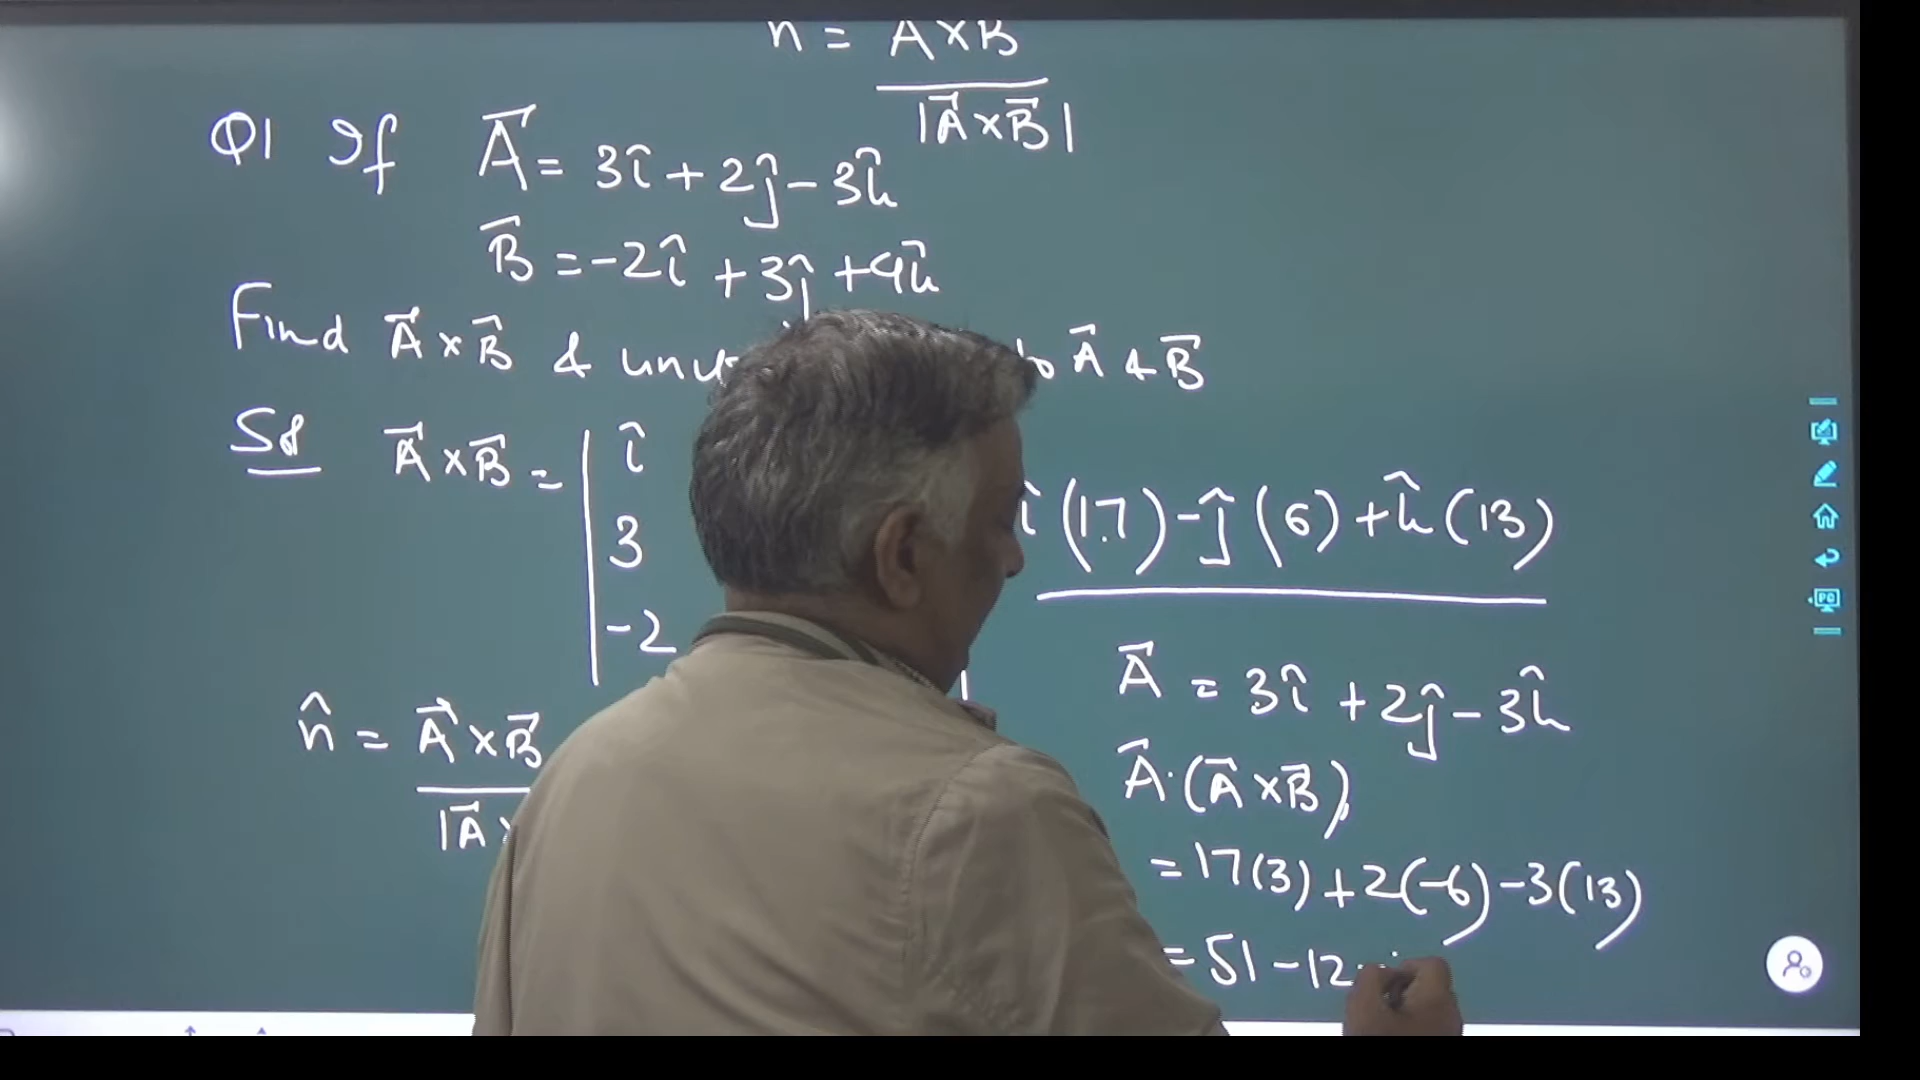 n = A×B
|A⃗×B⃗|
Q1 If A⃗ = 3î + 2ĵ - 3k̂
B⃗ = -2î + 3ĵ + 4k̂
Find A⃗×B⃗ & A⃗ & B⃗
Sol A⃗×B⃗ = | î
3
-2
î(17) - ĵ(6) + k̂(13)
A⃗ = 3î + 2ĵ - 3k̂
n̂ = A⃗×B⃗
|A⃗
A⃗·(A⃗×B⃗)
= 17(3) + 2(-6) - 3(13)
= 51 - 12